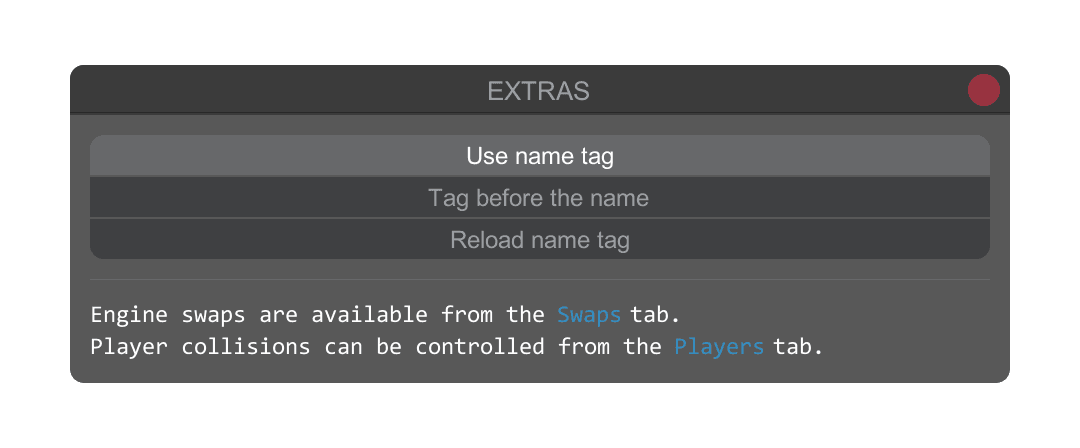 EXTRAS
Use name tag
Tag before the name
Reload name tag
Engine swaps are available from the Swaps tab.
Player collisions can be controlled from the Players tab.